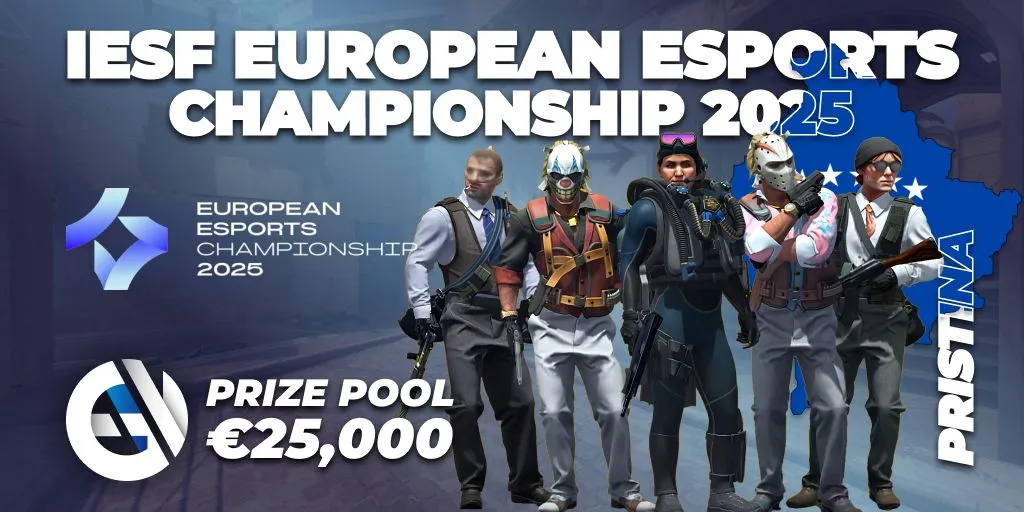 IESF EUROPEAN ESPORTS
CHAMPIONSHIP 2025
EUROPEAN
ESPORTS
CHAMPIONSHIP
2025
PRIZE POOL
€25,000
PRISTINA